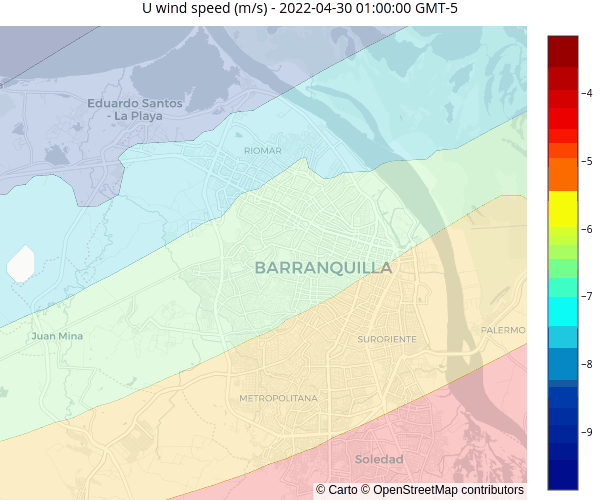 U wind speed (m/s) - 2022-04-30 01:00:00 GMT-5
−4
Eduardo Santos
- La Playa
RIOMAR
−5
−6
BARRANQUILLA
−7
Juan Mina
SURORIENTE
PALERMO
−8
METROPOLITANA
−9
Soledad
© Carto © OpenStreetMap contributors